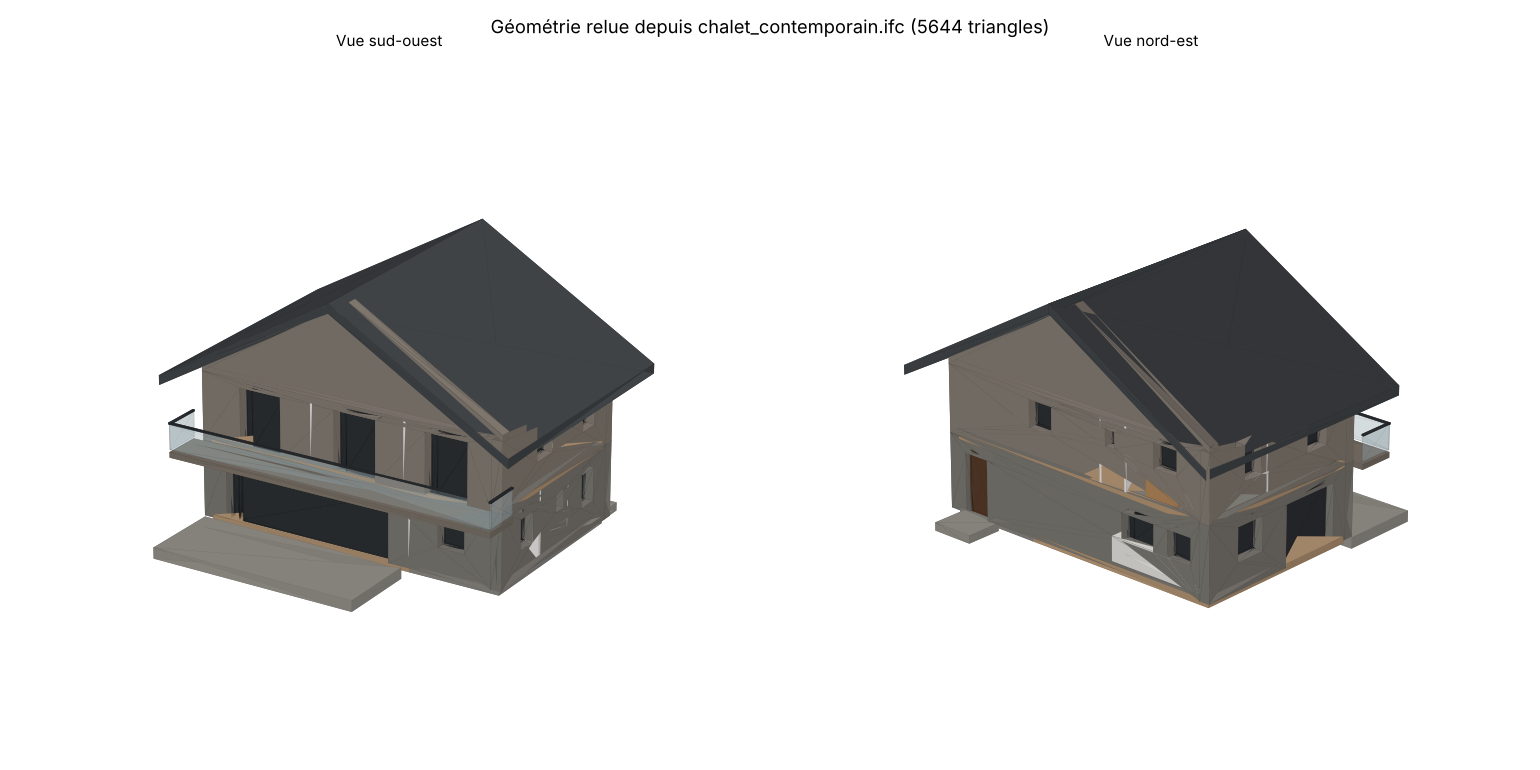 Géométrie relue depuis chalet_contemporain.ifc (5644 triangles)
Vue sud-ouest
Vue nord-est